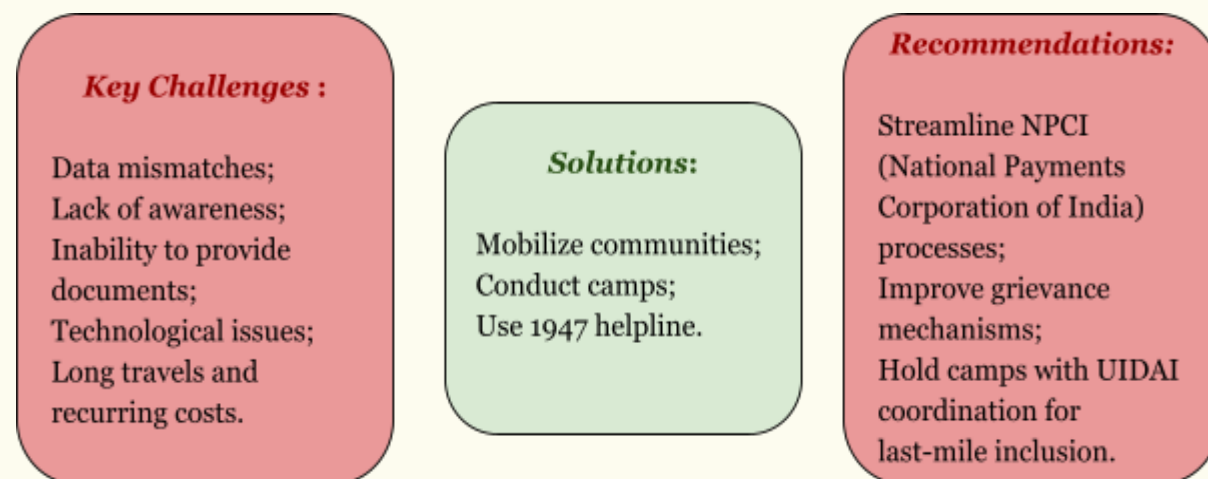 Key Challenges :
Data mismatches;
Lack of awareness;
Inability to provide
documents;
Technological issues;
Long travels and
recurring costs.
Solutions:
Mobilize communities;
Conduct camps;
Use 1947 helpline.
Recommendations:
Streamline NPCI
(National Payments
Corporation of India)
processes;
Improve grievance
mechanisms;
Hold camps with UIDAI
coordination for
last-mile inclusion.